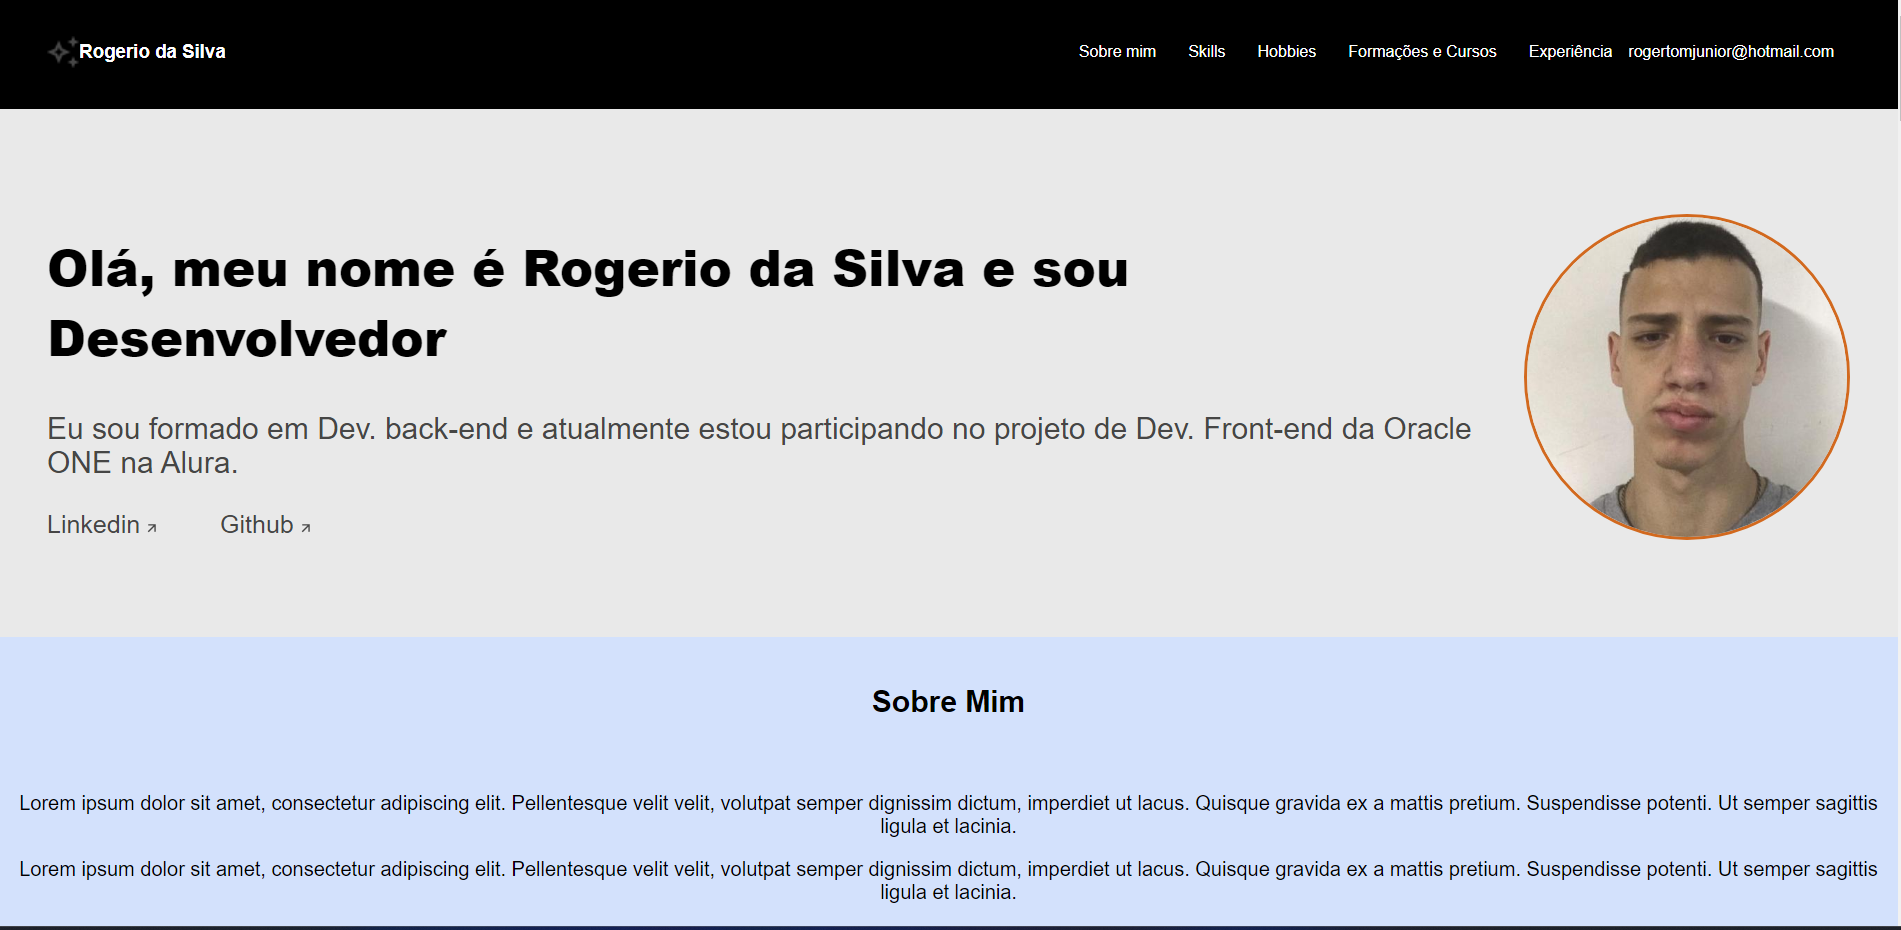 Rogerio da Silva
Sobre mim Skills Hobbies Formações e Cursos Experiência rogertomjunior@hotmail.com
Olá, meu nome é Rogerio da Silva e sou
Desenvolvedor
Eu sou formado em Dev. back-end e atualmente estou participando no projeto de Dev. Front-end da Oracle
ONE na Alura.
Linkedin Github
Sobre Mim
Lorem ipsum dolor sit amet, consectetur adipiscing elit. Pellentesque velit velit, volutpat semper dignissim dictum, imperdiet ut lacus. Quisque gravida ex a mattis pretium. Suspendisse potenti. Ut semper sagittis
ligula et lacinia.
Lorem ipsum dolor sit amet, consectetur adipiscing elit. Pellentesque velit velit, volutpat semper dignissim dictum, imperdiet ut lacus. Quisque gravida ex a mattis pretium. Suspendisse potenti. Ut semper sagittis
ligula et lacinia.